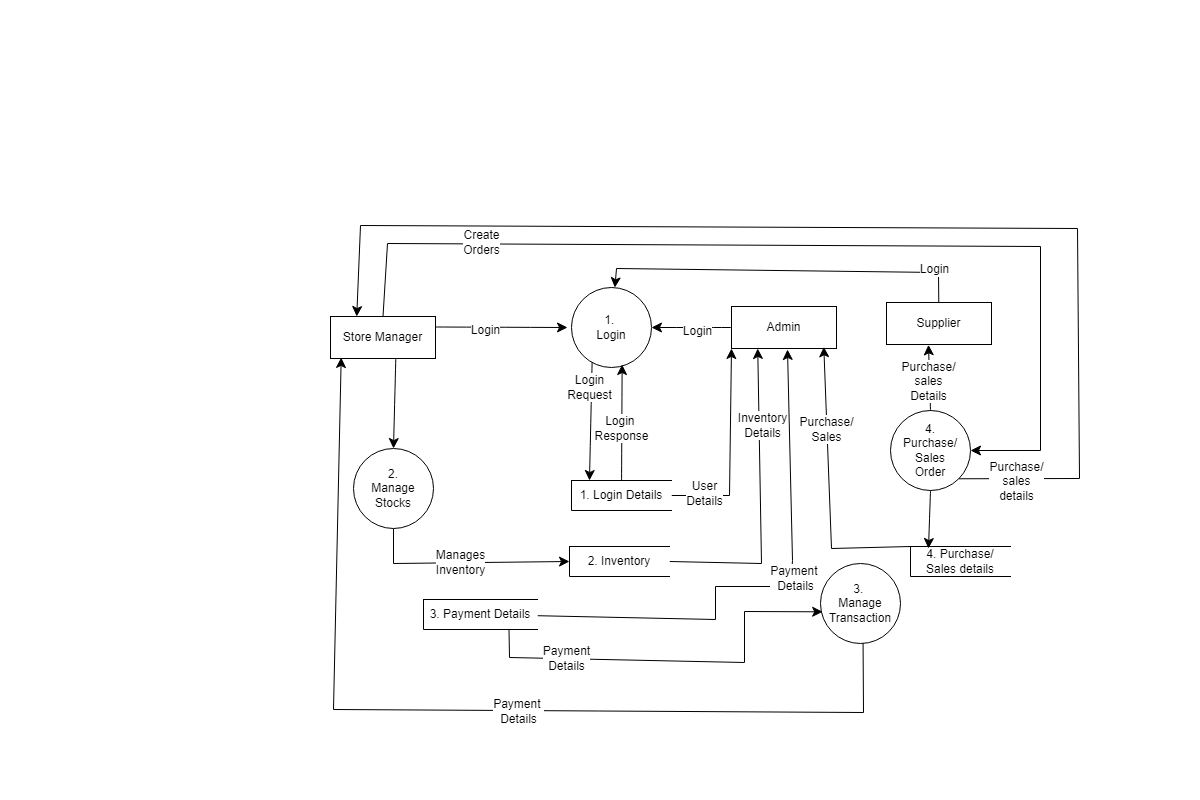 Create
Orders
Login
Store Manager
Login
1.
Login
Login
Admin
Supplier
Login
Request
Login
Response
Inventory
Details
Purchase/
Sales
Purchase/
sales
Details
4.
Purchase/
Sales
Order
Purchase/
sales
details
2.
Manage
Stocks
1. Login Details
User
Details
Manages
Inventory
2. Inventory
4. Purchase/
Sales details
Payment
Details
3. Payment Details
3.
Manage
Transaction
Payment
Details
Payment
Details